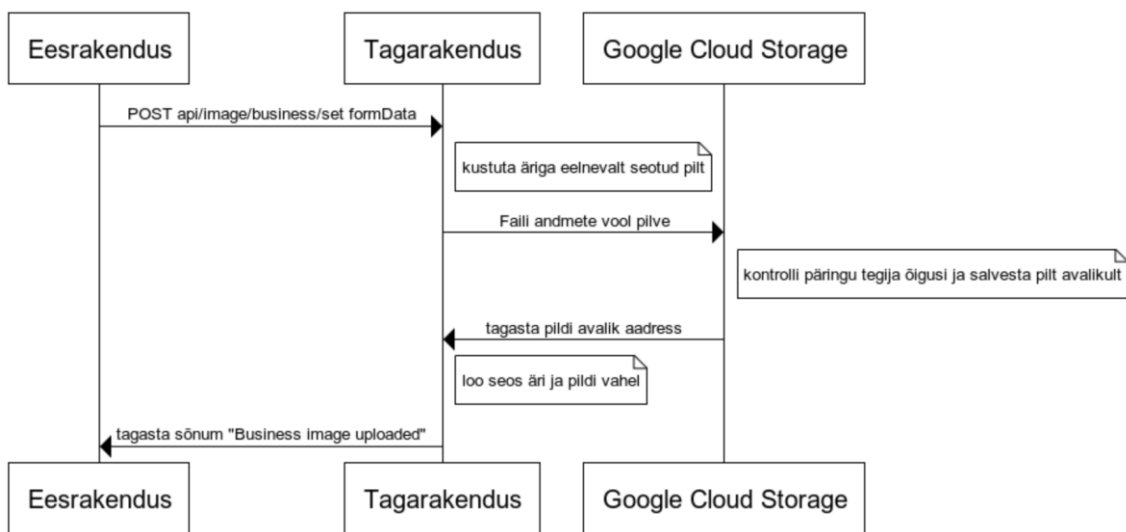 Eesrakendus
Tagarakendus
Google Cloud Storage
POST api/image/business/set formData
kustuta äriga eelnevalt seotud pilt
Faili andmete vool pilve
kontrolli päringu tegija õigusi ja salvesta pilt avalikult
tagasta pildi avalik aadress
loo seos äri ja pildi vahel
tagasta sõnum "Business image uploaded"
Eesrakendus
Tagarakendus
Google Cloud Storage